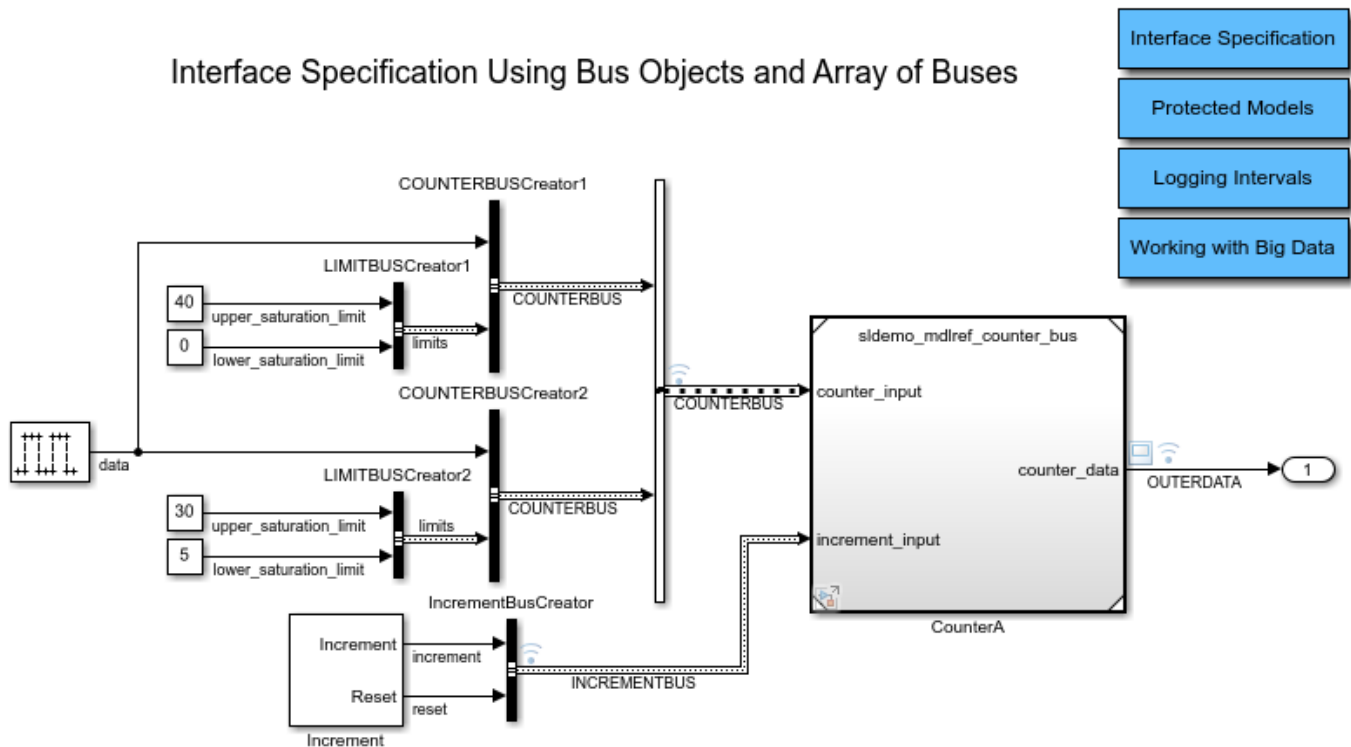 Interface Specification Using Bus Objects and Array of Buses
Interface Specification
Protected Models
Logging Intervals
Working with Big Data
COUNTERBUSCreator1
LIMITBUSCreator1
40
upper_saturation_limit
0
lower_saturation_limit
limits
COUNTERBUS
COUNTERBUSCreator2
data
LIMITBUSCreator2
30
upper_saturation_limit
5
lower_saturation_limit
limits
COUNTERBUS
COUNTERBUS
IncrementBusCreator
Increment
increment
Reset
reset
Increment
INCREMENTBUS
sldemo_mdlref_counter_bus
counter_input
counter_data
increment_input
CounterA
OUTERDATA
1